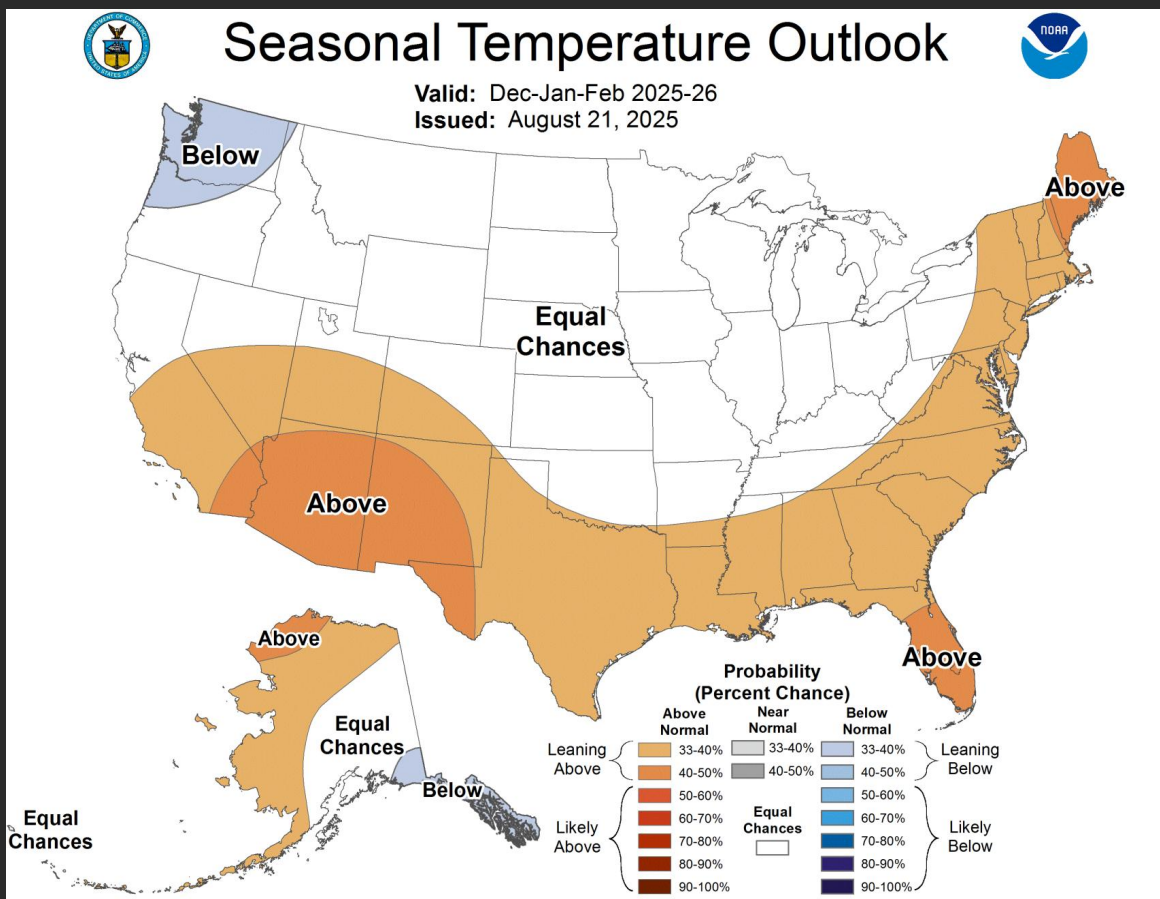 Seasonal Temperature Outlook
NOAA
Valid: Dec-Jan-Feb 2025-26
Issued: August 21, 2025
Below
Above
Equal
Chances
Above
Above
Above
Equal
Chances
Below
Equal
Chances
Probability
(Percent Chance)
Above
Normal
Near
Normal
Below
Normal
Leaning
Above
33-40%
40-50%
33-40%
40-50%
33-40%
40-50%
Leaning
Below
Likely
Above
50-60%
60-70%
70-80%
80-90%
90-100%
Equal
Chances
50-60%
60-70%
70-80%
80-90%
90-100%
Likely
Below